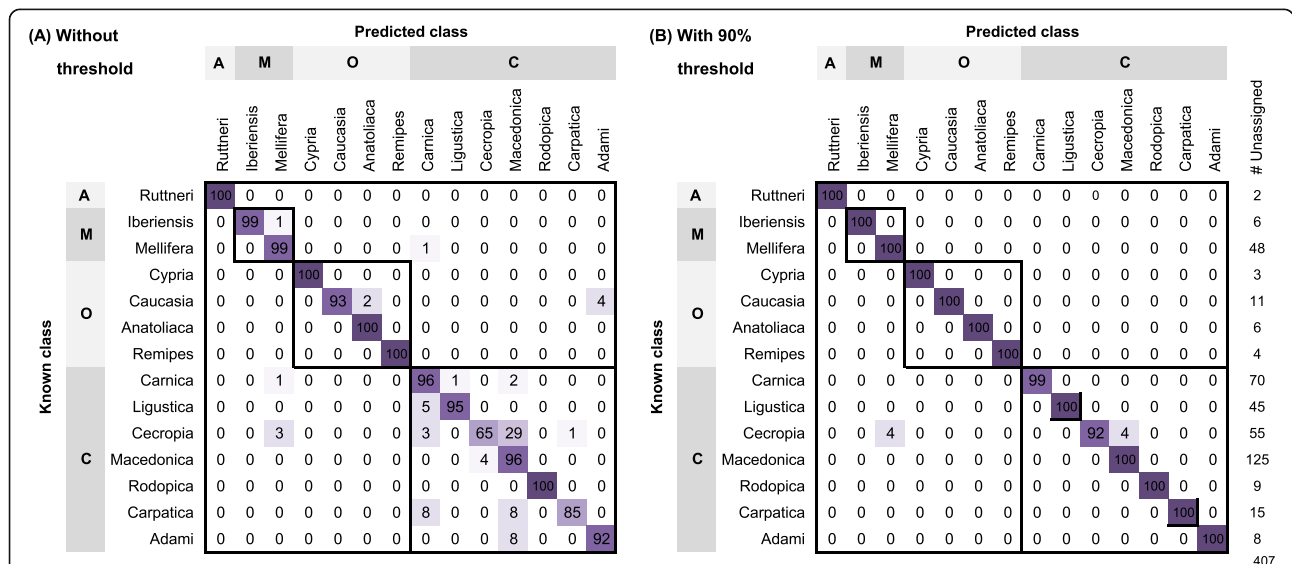 (A) Without threshold
Predicted class
A M O C
Ruttneri Iberiensis Mellifera Cypria Caucasia Anatoliaca Remipes Carnica Ligustica Cecropia Macedonica Rodopica Carpatica Adami
Known class
A Ruttneri 100 0 0 0 0 0 0 0 0 0 0 0 0 0
M Iberiensis 0 99 1 0 0 0 0 0 0 0 0 0 0 0
Mellifera 0 0 99 0 0 0 0 1 0 0 0 0 0 0
O Cypria 0 0 0 100 0 0 0 0 0 0 0 0 0 0
Caucasia 0 0 0 0 93 2 0 0 0 0 0 0 0 4
Anatoliaca 0 0 0 0 0 100 0 0 0 0 0 0 0 0
Remipes 0 0 0 0 0 0 100 0 0 0 0 0 0 0
C Carnica 0 0 1 0 0 0 0 96 1 0 2 0 0 0
Ligustica 0 0 0 0 0 0 0 5 95 0 0 0 0 0
Cecropia 0 0 3 0 0 0 0 3 0 65 29 0 1 0
Macedonica 0 0 0 0 0 0 0 0 0 4 96 0 0 0
Rodopica 0 0 0 0 0 0 0 0 0 0 0 100 0 0
Carpatica 0 0 0 0 0 0 0 8 0 0 8 0 85 0
Adami 0 0 0 0 0 0 0 0 0 0 8 0 0 92
(B) With 90% threshold
Predicted class
A M O C
Ruttneri Iberiensis Mellifera Cypria Caucasia Anatoliaca Remipes Carnica Ligustica Cecropia Macedonica Rodopica Carpatica Adami # Unassigned
Known class
A Ruttneri 100 0 0 0 0 0 0 0 0 0 0 0 0 0 2
M Iberiensis 0 100 0 0 0 0 0 0 0 0 0 0 0 0 6
Mellifera 0 0 100 0 0 0 0 0 0 0 0 0 0 0 48
O Cypria 0 0 0 100 0 0 0 0 0 0 0 0 0 0 3
Caucasia 0 0 0 0 100 0 0 0 0 0 0 0 0 0 11
Anatoliaca 0 0 0 0 0 100 0 0 0 0 0 0 0 0 6
Remipes 0 0 0 0 0 0 100 0 0 0 0 0 0 0 4
C Carnica 0 0 0 0 0 0 0 99 0 0 0 0 0 0 70
Ligustica 0 0 0 0 0 0 0 0 100 0 0 0 0 0 45
Cecropia 0 0 4 0 0 0 0 0 0 92 4 0 0 0 55
Macedonica 0 0 0 0 0 0 0 0 0 0 100 0 0 0 125
Rodopica 0 0 0 0 0 0 0 0 0 0 0 100 0 0 9
Carpatica 0 0 0 0 0 0 0 0 0 0 0 0 100 0 15
Adami 0 0 0 0 0 0 0 0 0 0 0 0 0 100 8
407